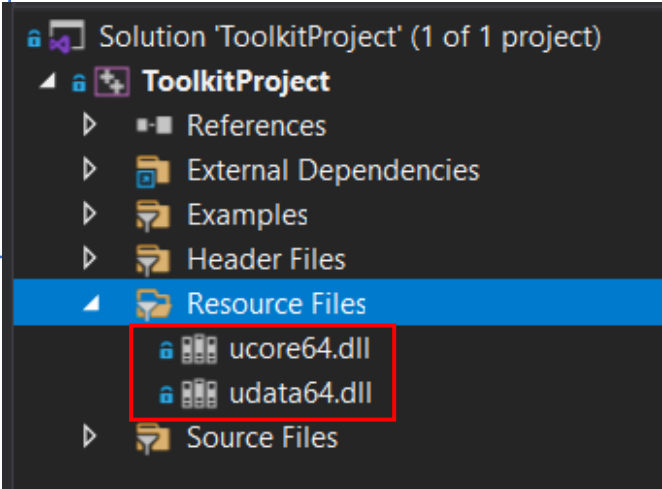 Solution 'ToolkitProject' (1 of 1 project)
ToolkitProject
References
External Dependencies
Examples
Header Files
Resource Files
ucore64.dll
udata64.dll
Source Files